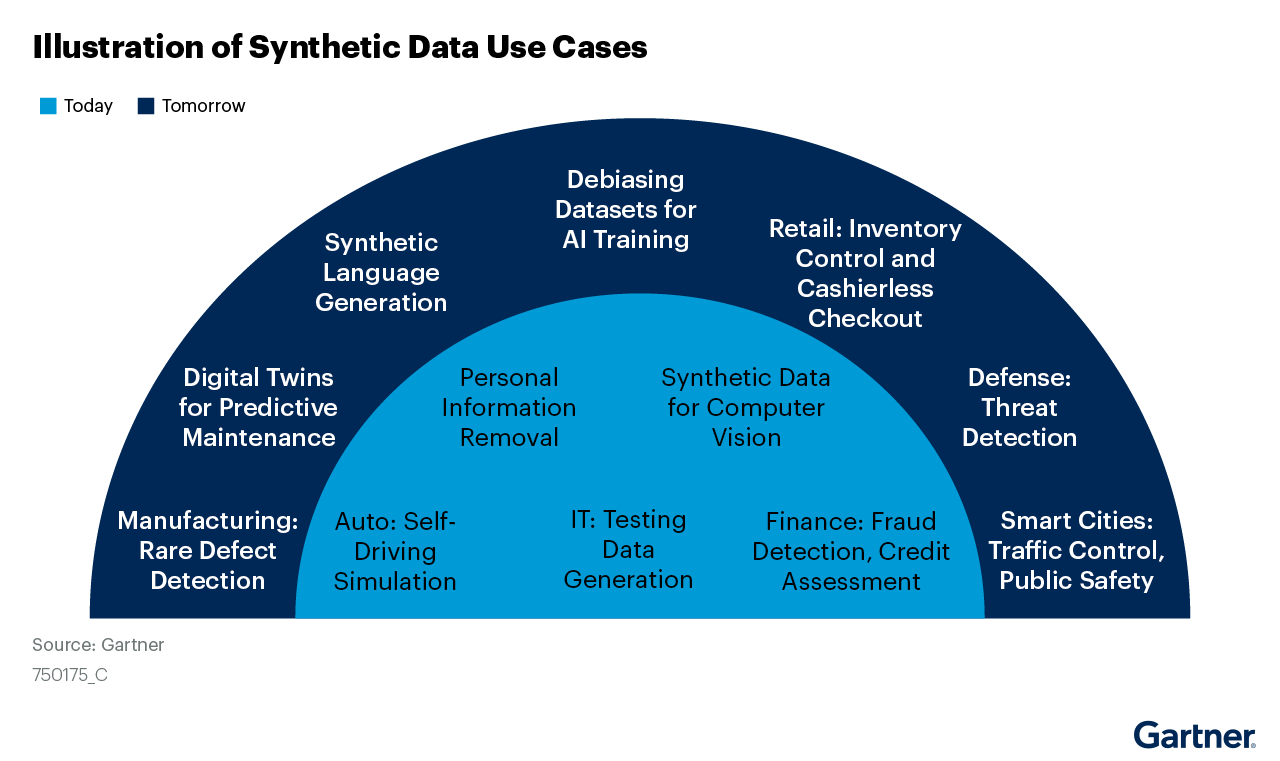 Illustration of Synthetic Data Use Cases
Today
Tomorrow
Debiasing
Datasets for
AI Training
Synthetic
Language
Generation
Retail: Inventory
Control and
Cashierless
Checkout
Digital Twins
for Predictive
Maintenance
Personal
Information
Removal
Synthetic Data
for Computer
Vision
Defense:
Threat
Detection
Manufacturing:
Rare Defect
Detection
Auto: Self-
Driving
Simulation
IT: Testing
Data
Generation
Finance: Fraud
Detection, Credit
Assessment
Smart Cities:
Traffic Control,
Public Safety
Source: Gartner
750175_C
Gartner®